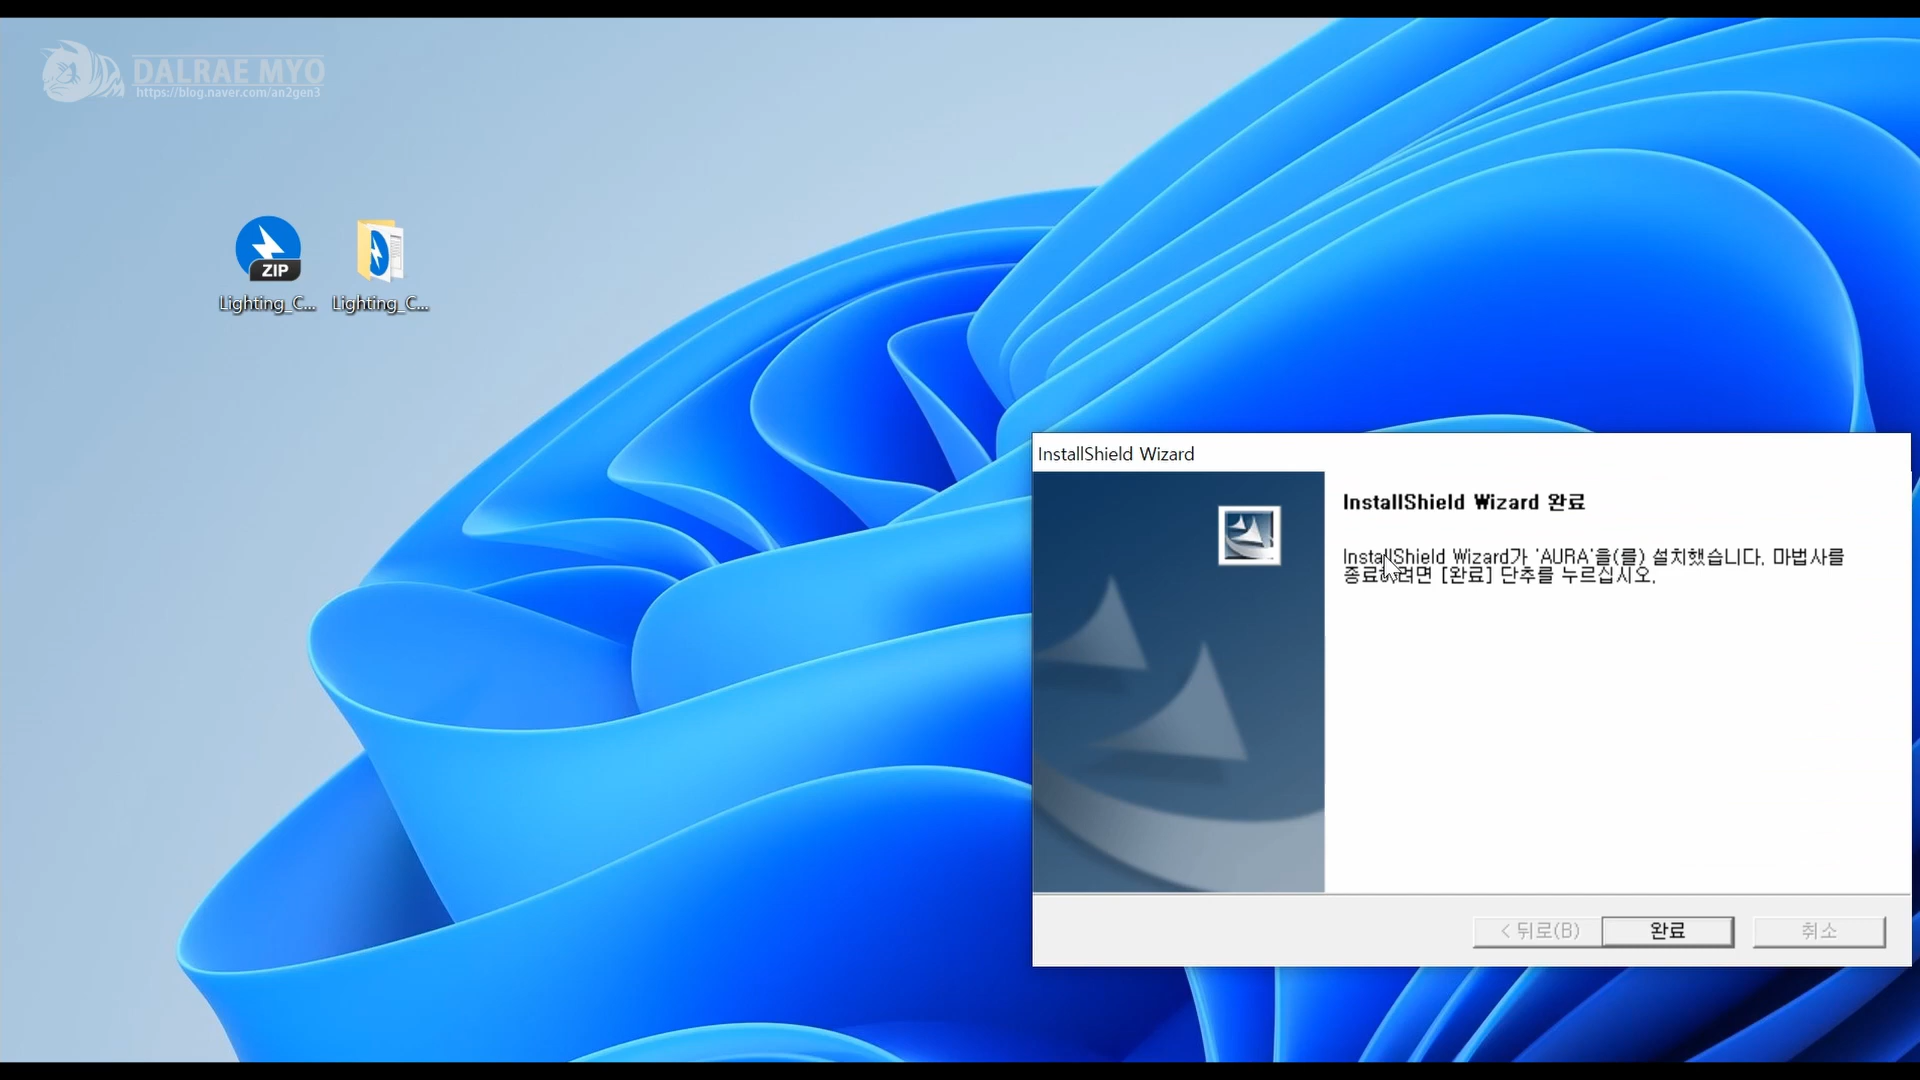 DALRAE MYO
https://blog.naver.com/an2gen3
ZIP
Lighting_C...
Lighting_C...
InstallShield Wizard
InstallShield Wizard 완료
InstallShield Wizard가 'AURA'을(를) 설치했습니다. 마법사를
종료하려면 [완료] 단추를 누르십시오.
< 뒤로(B)
완료
취소